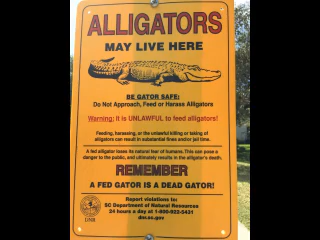 ALLIGATORS
MAY LIVE HERE
BE GATOR SAFE:
Do Not Approach, Feed or Harass Alligators
Warning: It is UNLAWFUL to feed alligators!
Feeding, harassing, or the unlawful killing or taking of
alligators can result in substantial fines and/or jail time.
A fed alligator loses its natural fear of humans. This can pose a
danger to the public, and ultimately results in the alligator's death.
REMEMBER
A FED GATOR IS A DEAD GATOR!
Report violations to:
SC Department of Natural Resources
24 hours a day at 1-800-922-5431
dnr.sc.gov
DNR